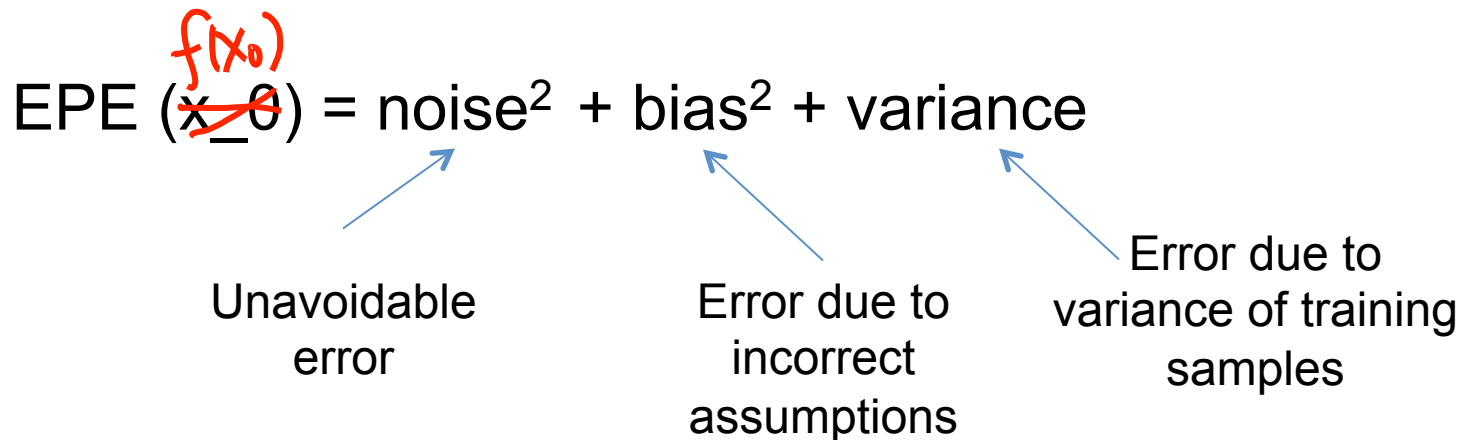 f(x₀)
EPE (x_0) = noise² + bias² + variance
Unavoidable
error
Error due to
incorrect
assumptions
Error due to
variance of training
samples